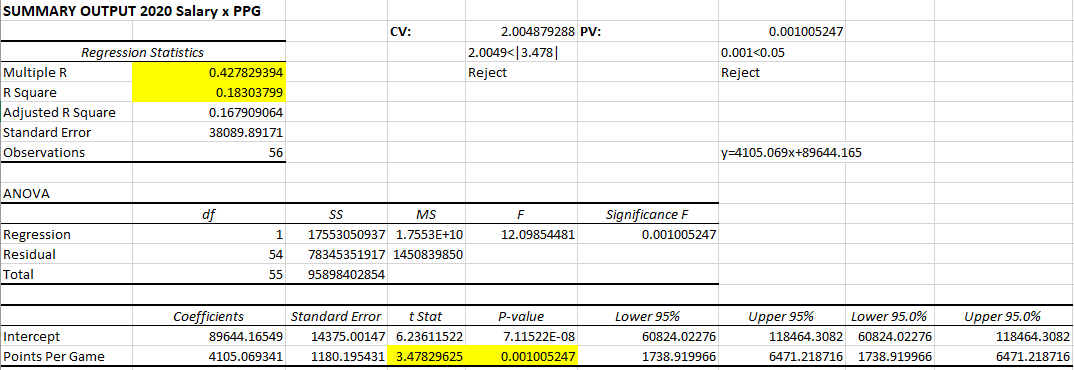 SUMMARY OUTPUT 2020 Salary x PPG
CV: 2.004879288 PV: 0.001005247
Regression Statistics 2.0049<|3.478| 0.001<0.05
Multiple R 0.427829394 Reject Reject
R Square 0.18303799
Adjusted R Square 0.167909064
Standard Error 38089.89171
Observations 56 y=4105.069x+89644.165
ANOVA
df SS MS F Significance F
Regression 1 17553050937 1.7553E+10 12.09854481 0.001005247
Residual 54 78345351917 1450839850
Total 55 95898402854
Coefficients Standard Error t Stat P-value Lower 95% Upper 95% Lower 95.0% Upper 95.0%
Intercept 89644.16549 14375.00147 6.23611522 7.11522E-08 60824.02276 118464.3082 60824.02276 118464.3082
Points Per Game 4105.069341 1180.195431 3.47829625 0.001005247 1738.919966 6471.218716 1738.919966 6471.218716